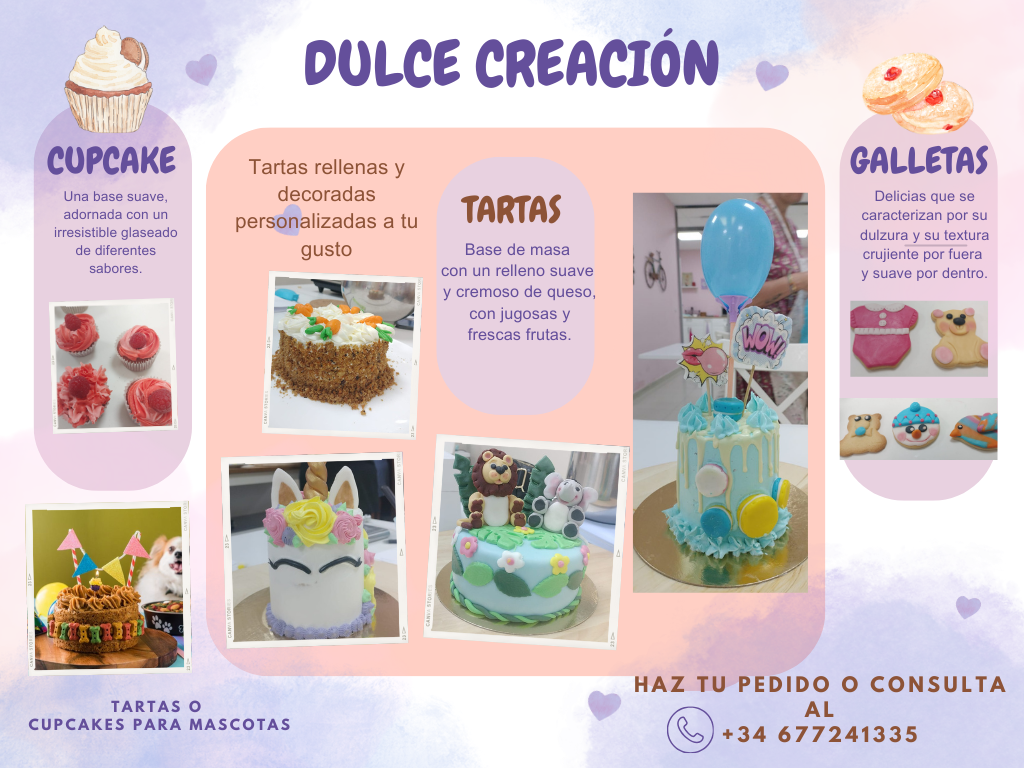 DULCE CREACIÓN
CUPCAKE
Una base suave,
adornada con un
irresistible glaseado
de diferentes
sabores.
Tartas rellenas y
decoradas
personalizadas a tu
gusto
TARTAS
Base de masa
con un relleno suave
y cremoso de queso,
con jugosas y
frescas frutas.
WOW!
GALLETAS
Delicias que se
caracterizan por su
dulzura y su textura
crujiente por fuera
y suave por dentro.
TARTAS O
CUPCAKES PARA MASCOTAS
HAZ TU PEDIDO O CONSULTA
AL
+34 677241335